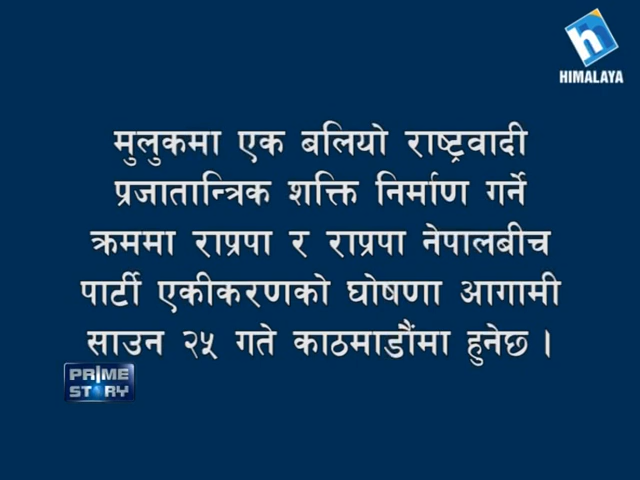 HIMALAYA
मुलुकमा एक बलियो राष्ट्रवादी
प्रजातान्त्रिक शक्ति निर्माण गर्ने
क्रममा राप्रपा र राप्रपा नेपालबीच
पार्टी एकीकरणको घोषणा आगामी
साउन २५ गते काठमाडौंमा हुनेछ ।
PRIME
STORY